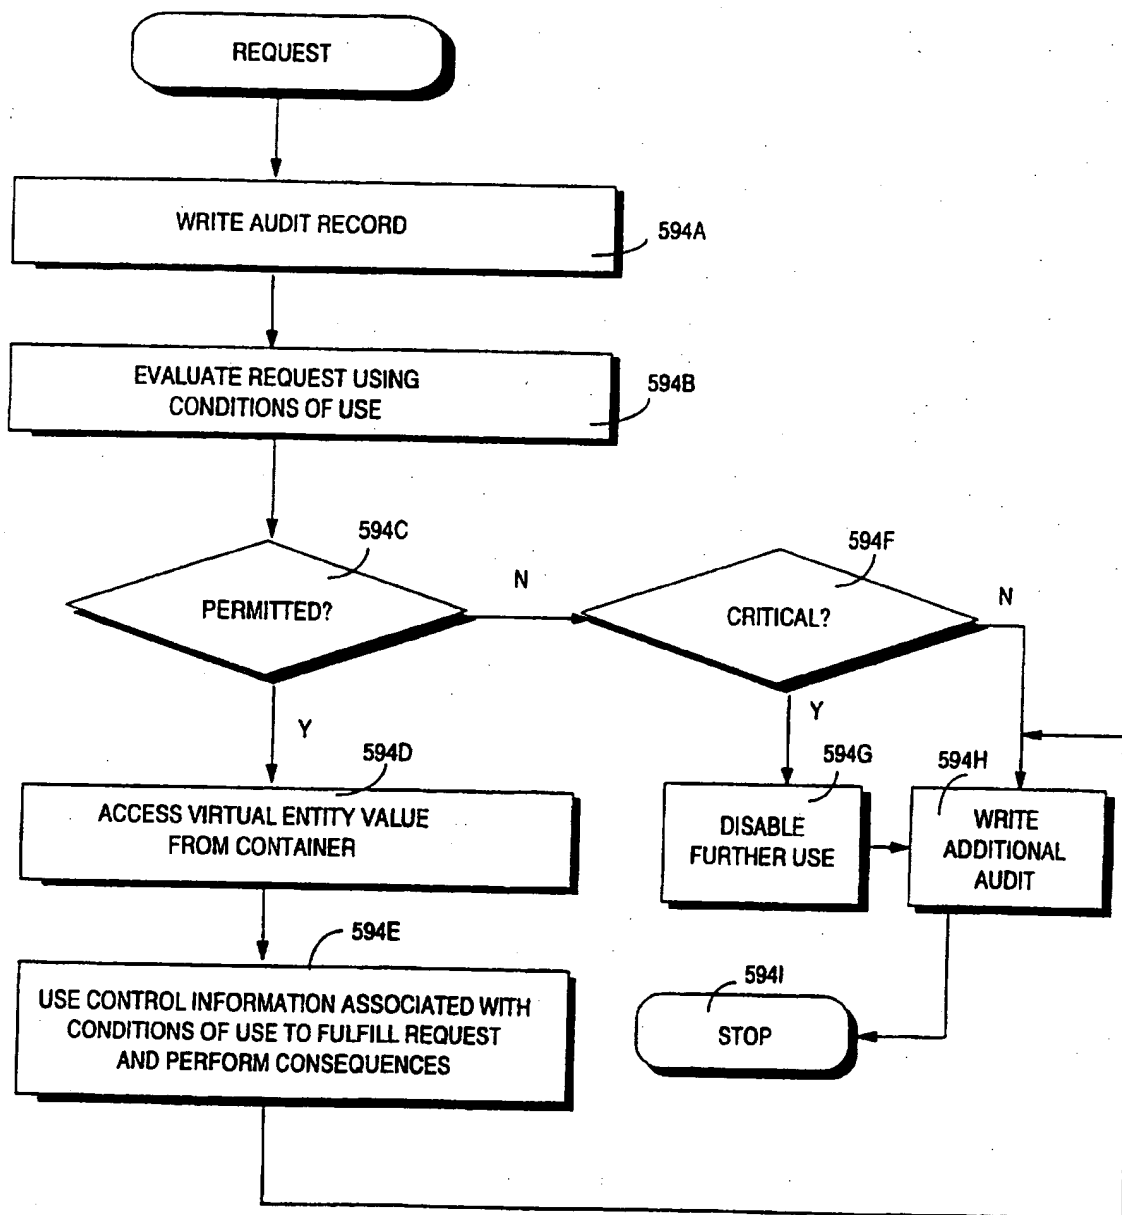 REQUEST
WRITE AUDIT RECORD
594A
EVALUATE REQUEST USING
CONDITIONS OF USE
594B
594C
PERMITTED?
N
Y
594F
CRITICAL?
N
Y
594D
ACCESS VIRTUAL ENTITY VALUE
FROM CONTAINER
594G
DISABLE
FURTHER USE
594H
WRITE
ADDITIONAL
AUDIT
594E
USE CONTROL INFORMATION ASSOCIATED WITH
CONDITIONS OF USE TO FULFILL REQUEST
AND PERFORM CONSEQUENCES
594I
STOP